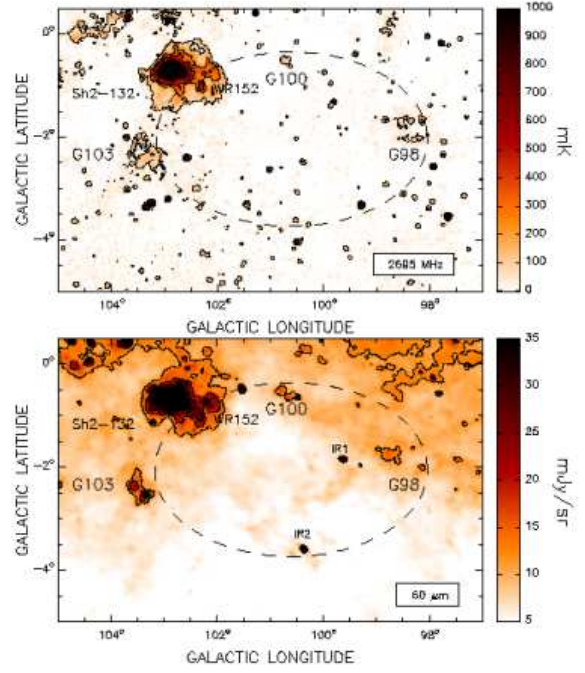 GALACTIC LATITUDE
0°
−2°
−4°
Sh2−132
WR152
G100
G103
G98
2695 MHz
104°
102°
100°
98°
GALACTIC LONGITUDE
1000
900
800
700
600
500
400
300
200
100
0
mK
GALACTIC LATITUDE
0°
−2°
−4°
Sh2−132
WR152
G100
G103
IR1
G98
IR2
60 μm
104°
102°
100°
98°
GALACTIC LONGITUDE
35
30
25
20
15
10
5
mJy/sr